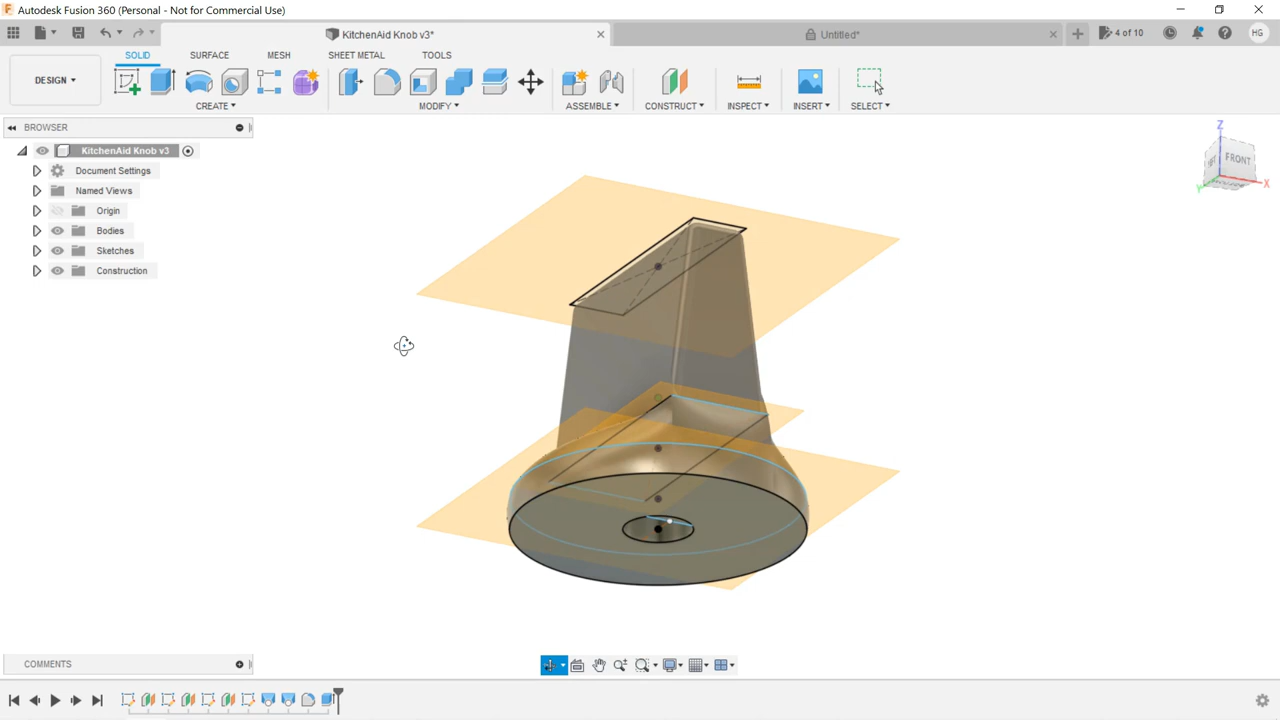 Autodesk Fusion 360 (Personal - Not for Commercial Use)
KitchenAid Knob v3*
Untitled*
4 of 10
HG
DESIGN
SOLID
SURFACE
MESH
SHEET METAL
TOOLS
CREATE
MODIFY
ASSEMBLE
CONSTRUCT
INSPECT
INSERT
SELECT
BROWSER
KitchenAid Knob v3
Document Settings
Named Views
Origin
Bodies
Sketches
Construction
Z
FRONT
X
Y
COMMENTS